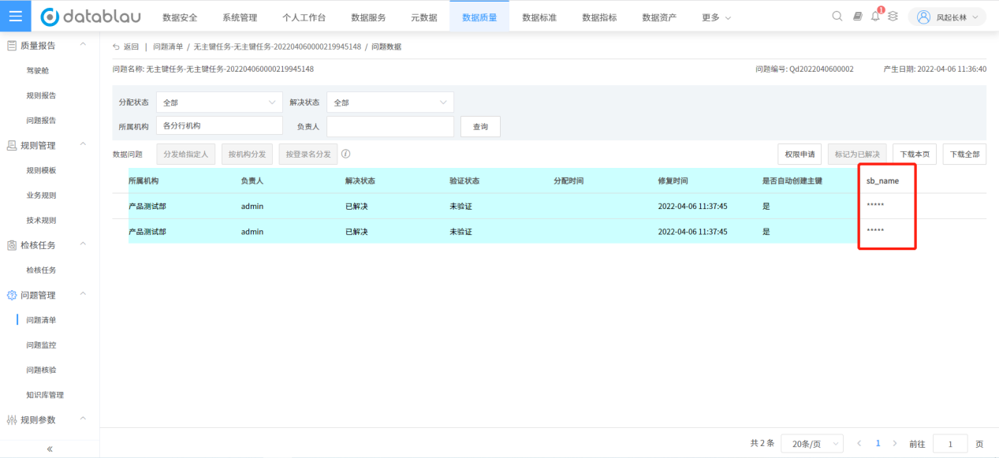 datablau 数据安全 系统管理 个人工作台 数据服务 元数据 数据质量 数据标准 数据指标 数据资产 更多 1 风起长林
质量报告
驾驶舱
规则报告
问题报告
规则管理
规则模板
业务规则
技术规则
检核任务
检核任务
问题管理
问题清单
问题监控
问题核验
知识库管理
规则参数
«
返回 | 问题清单 / 无主键任务-无主键任务-202204060000219945148 / 问题数据
问题名称: 无主键任务-无主键任务-202204060000219945148 问题编号: Qd2022040600002 产生日期: 2022-04-06 11:36:40
分配状态 全部 解决状态 全部
所属机构 各分行机构 负责人 查询
数据问题 分发给指定人 按机构分发 按登录名分发 i 权限申请 标记为已解决 下载本页 下载全部
所属机构 负责人 解决状态 验证状态 分配时间 修复时间 是否自动创建主键 sb_name
产品测试部 admin 已解决 未验证 2022-04-06 11:37:45 是 *****
产品测试部 admin 已解决 未验证 2022-04-06 11:37:45 是 *****
共 2 条 20条/页 < 1 > 前往 1 页